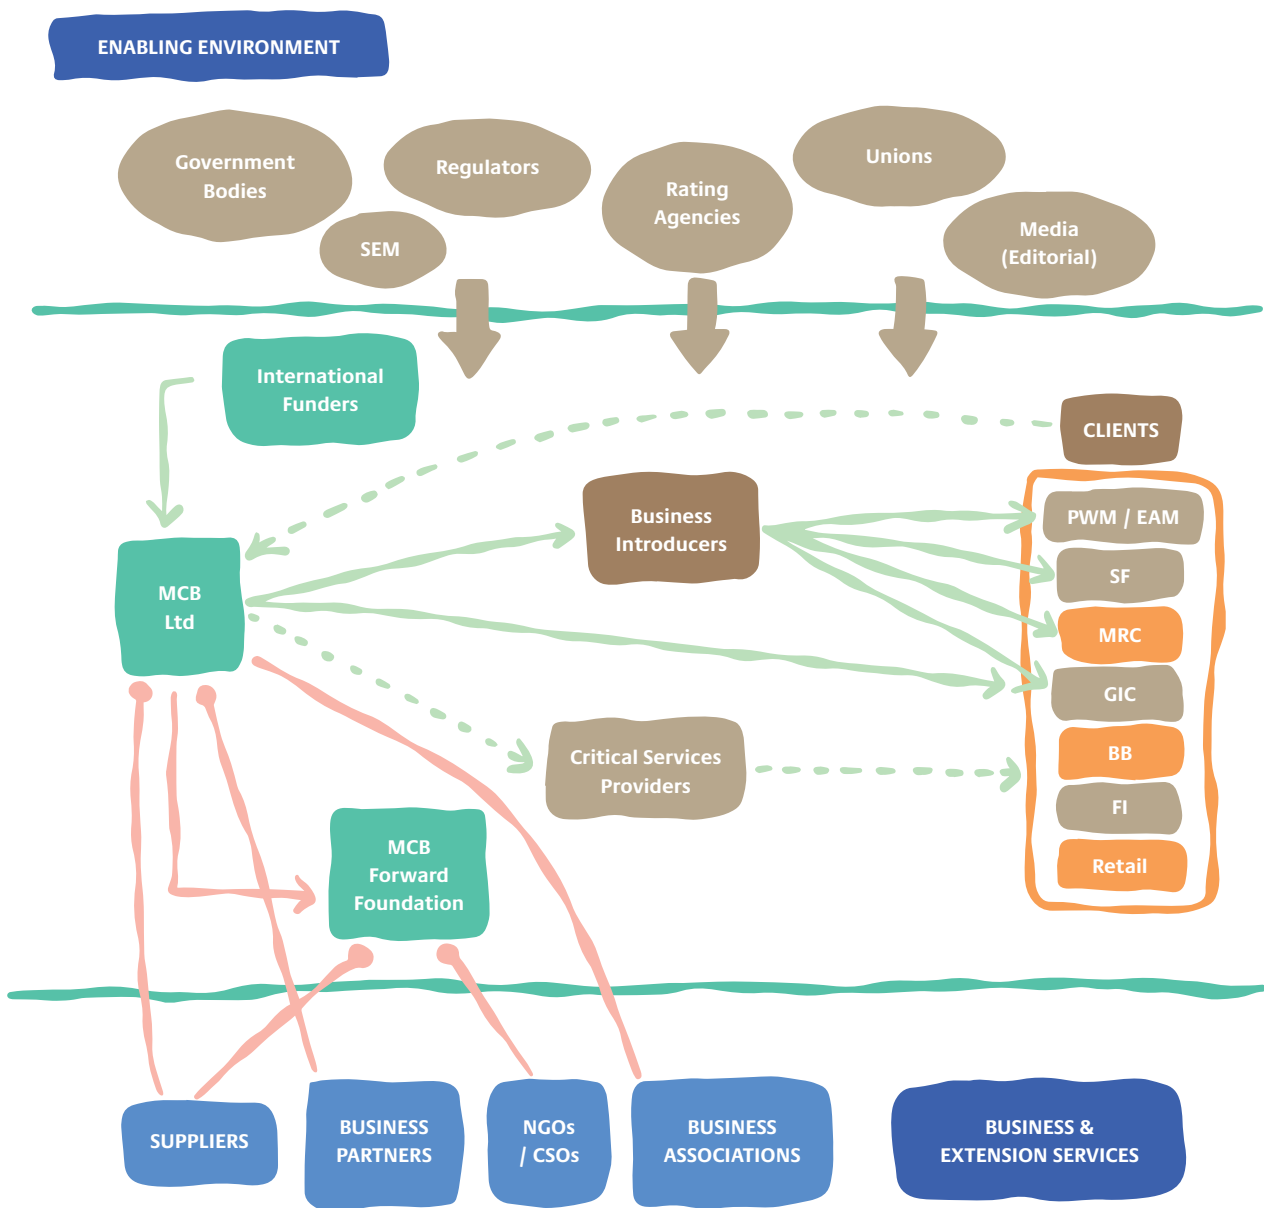 ENABLING ENVIRONMENT
Government
Bodies
Regulators
SEM
Rating
Agencies
Unions
Media
(Editorial)
International
Funders
CLIENTS
Business
Introducers
PWM / EAM
SF
MRC
GIC
BB
FI
Retail
MCB
Ltd
Critical Services
Providers
MCB
Forward
Foundation
SUPPLIERS
BUSINESS
PARTNERS
NGOs
/ CSOs
BUSINESS
ASSOCIATIONS
BUSINESS &
EXTENSION SERVICES